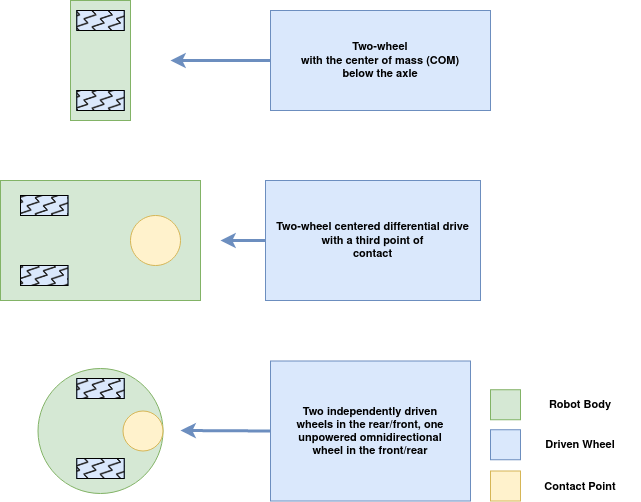 Two-wheel
with the center of mass (COM)
below the axle
Two-wheel centered differential drive
with a third point of
contact
Two independently driven
wheels in the rear/front, one
unpowered omnidirectional
wheel in the front/rear
Robot Body
Driven Wheel
Contact Point